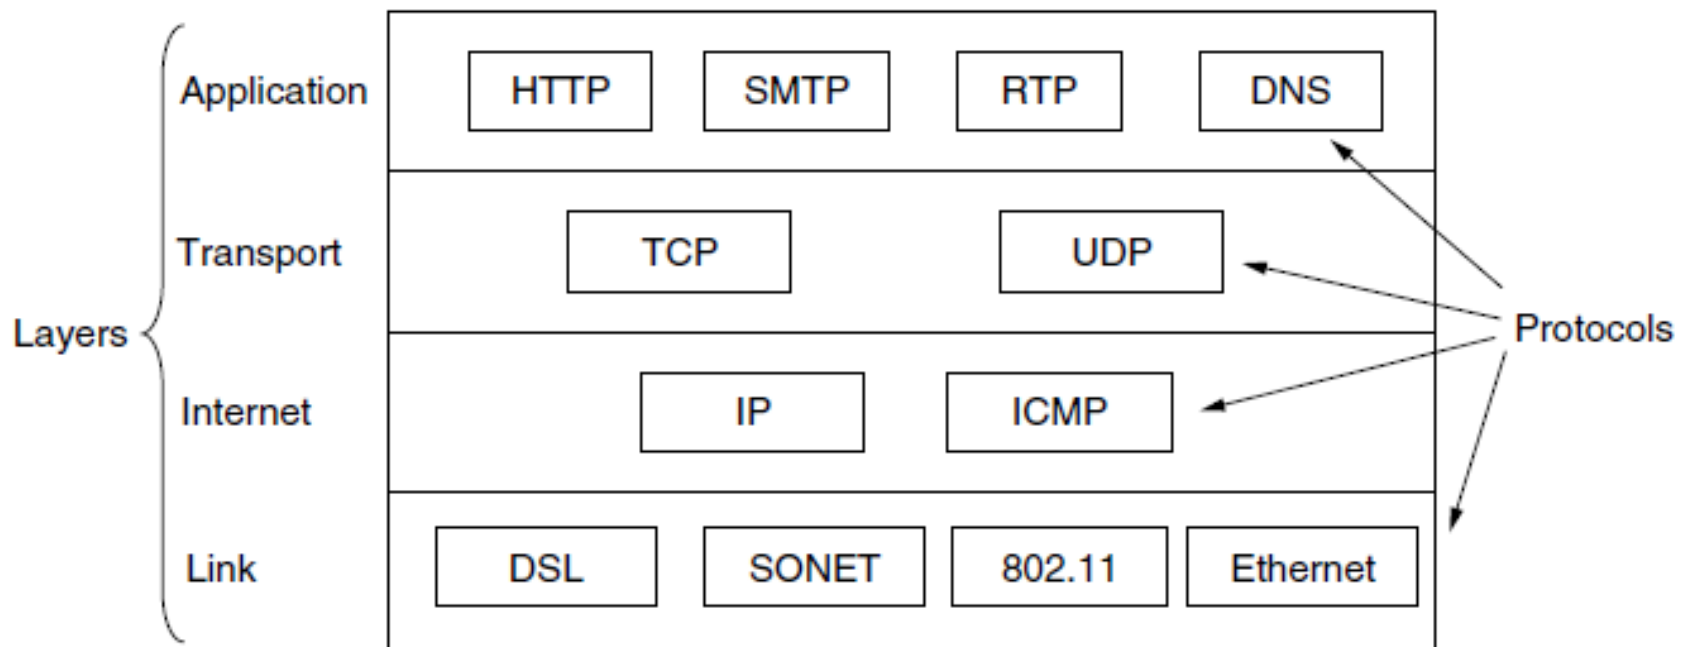 Application HTTP SMTP RTP DNS
Transport TCP UDP
Layers
Protocols
Internet IP ICMP
Link DSL SONET 802.11 Ethernet